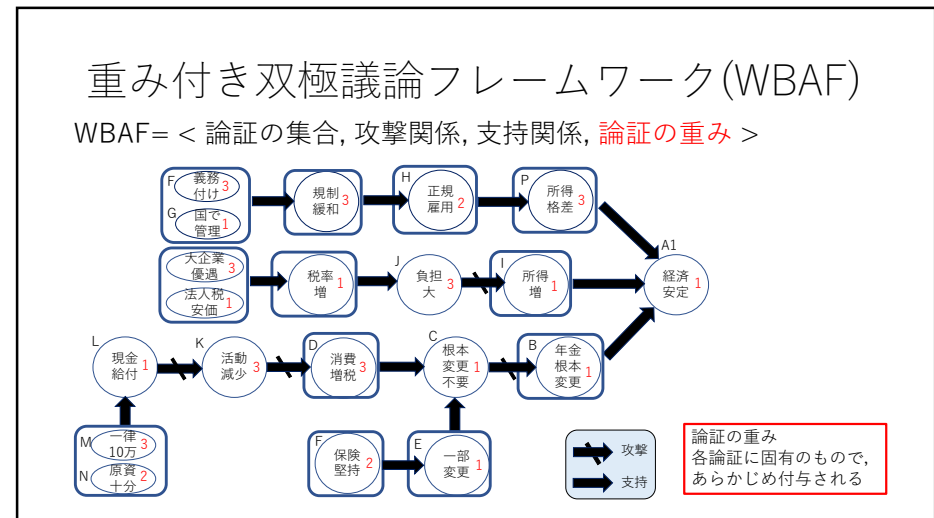 重み付き双極議論フレームワーク(WBAF)
WBAF= < 論証の集合, 攻撃関係, 支持関係, 論証の重み >
F
義務
付け
3
G
国で
管理
1
規制
緩和
3
H
正規
雇用
2
P
所得
格差
3
大企業
優遇
3
法人税
安価
1
税率
増
1
J
負担
大
3
I
所得
増
1
A1
経済
安定
1
L
現金
給付
1
K
活動
減少
3
D
消費
増税
3
C
根本
変更
不要
1
B
年金
根本
変更
1
M
一律
10万
3
N
原資
十分
2
F
保険
堅持
2
E
一部
変更
1
攻撃
支持
論証の重み
各論証に固有のもので,
あらかじめ付与される